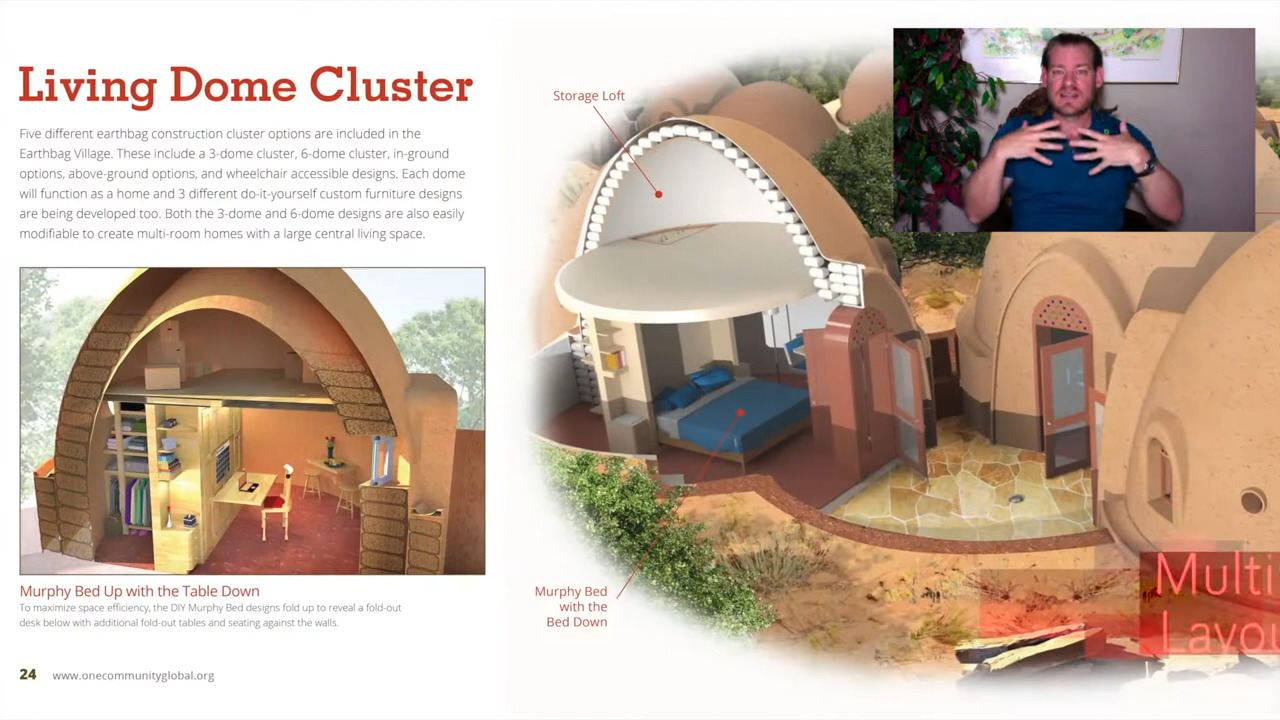 Living Dome Cluster
Five different earthbag construction cluster options are included in the
Earthbag Village. These include a 3-dome cluster, 6-dome cluster, in-ground
options, above-ground options, and wheelchair accessible designs. Each dome
will function as a home and 3 different do-it-yourself custom furniture designs
are being developed too. Both the 3-dome and 6-dome designs are also easily
modifiable to create multi-room homes with a large central living space.
Murphy Bed Up with the Table Down
To maximize space efficiency, the DIY Murphy Bed designs fold up to reveal a fold-out
desk below with additional fold-out tables and seating against the walls.
24 www.onecommunityglobal.org
Storage Loft
Murphy Bed
with the
Bed Down
Multi
Layou